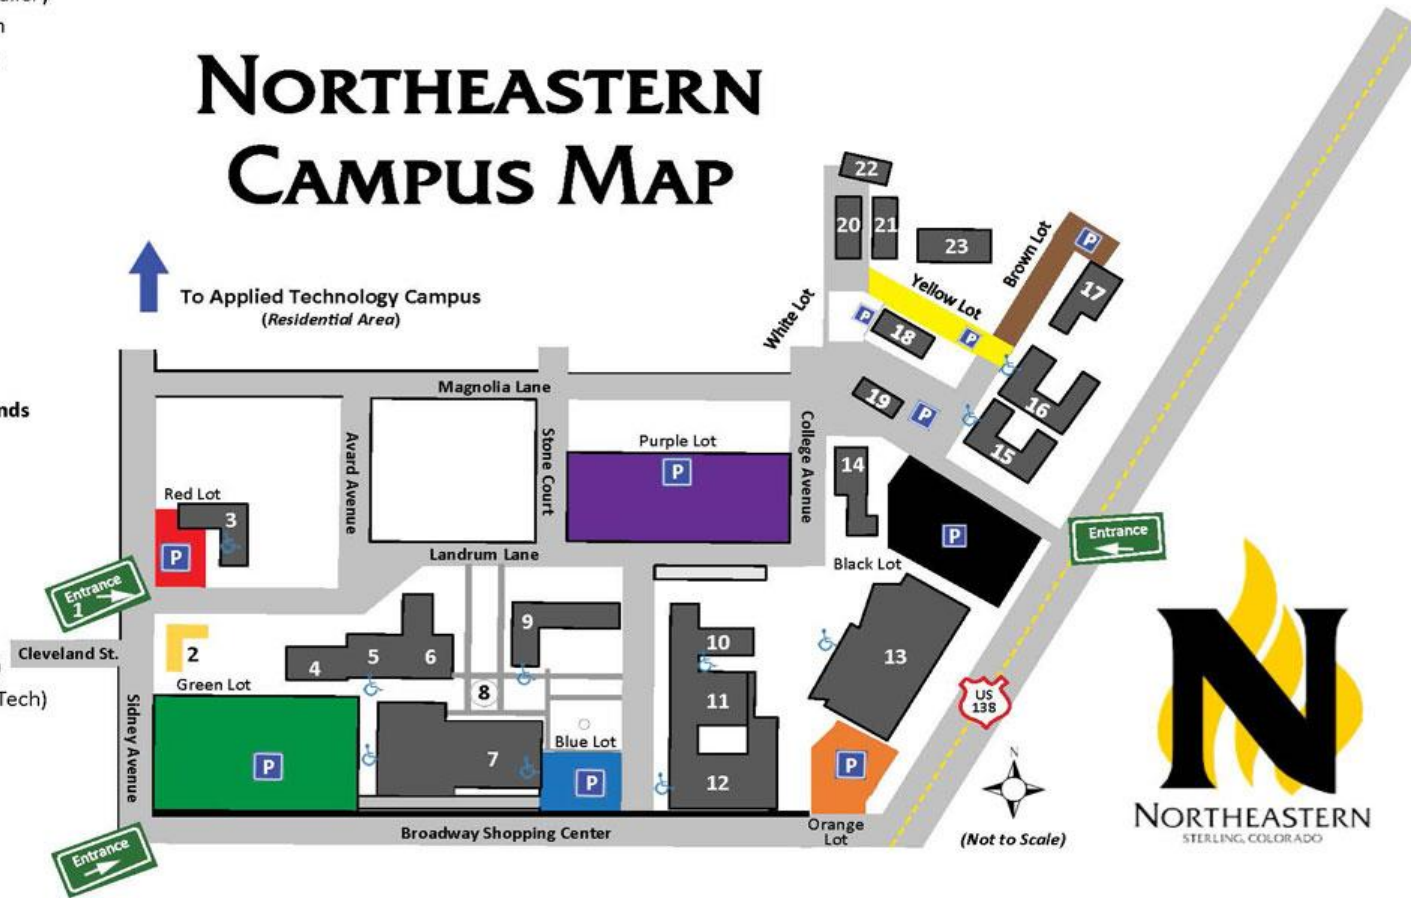 NORTHEASTERN
CAMPUS MAP
To Applied Technology Campus
(Residential Area)
nds
Tech)
22
20
21
23
Brown Lot
P
17
Yellow Lot
White Lot
P
18
P
16
19
P
15
Magnolia Lane
Avard Avenue
Stone Court
College Avenue
Purple Lot
P
14
Red Lot
3
P
Landrum Lane
Black Lot
P
Entrance
Entrance
1
Cleveland St.
2
Green Lot
P
Sidney Avenue
4
5
6
9
8
7
Blue Lot
P
10
11
12
13
US
138
P
Orange
Lot
Broadway Shopping Center
Entrance
N
(Not to Scale)
N
NORTHEASTERN
STERLING, COLORADO